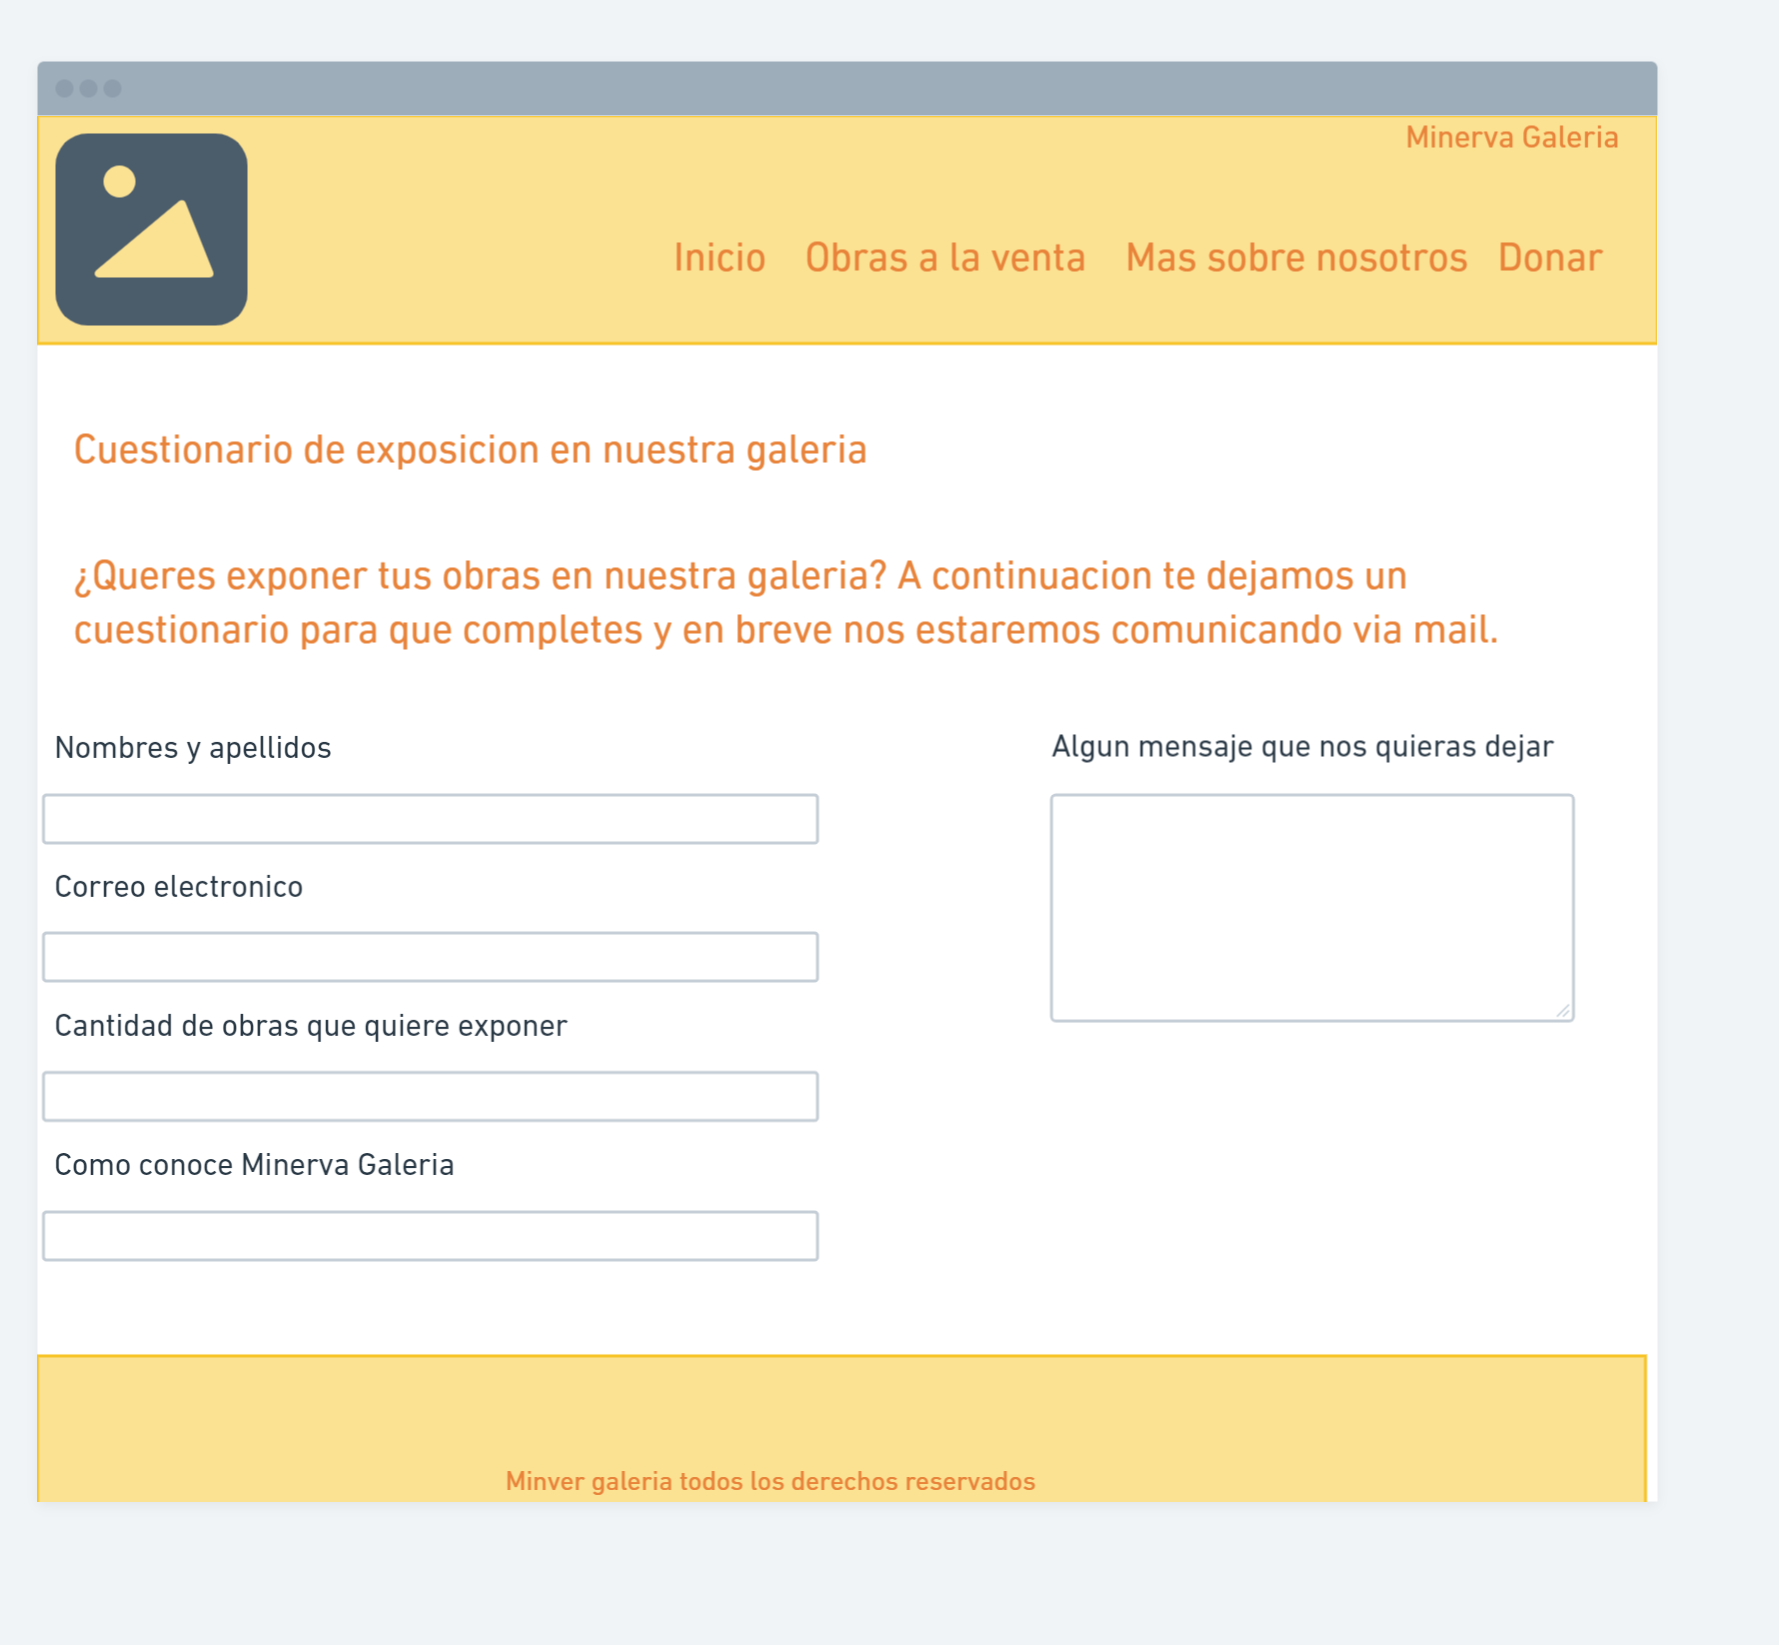 Minerva Galeria
Inicio Obras a la venta Mas sobre nosotros Donar
Cuestionario de exposicion en nuestra galeria
¿Queres exponer tus obras en nuestra galeria? A continuacion te dejamos un
cuestionario para que completes y en breve nos estaremos comunicando via mail.
Nombres y apellidos
Correo electronico
Cantidad de obras que quiere exponer
Como conoce Minerva Galeria
Algun mensaje que nos quieras dejar
Minver galeria todos los derechos reservados